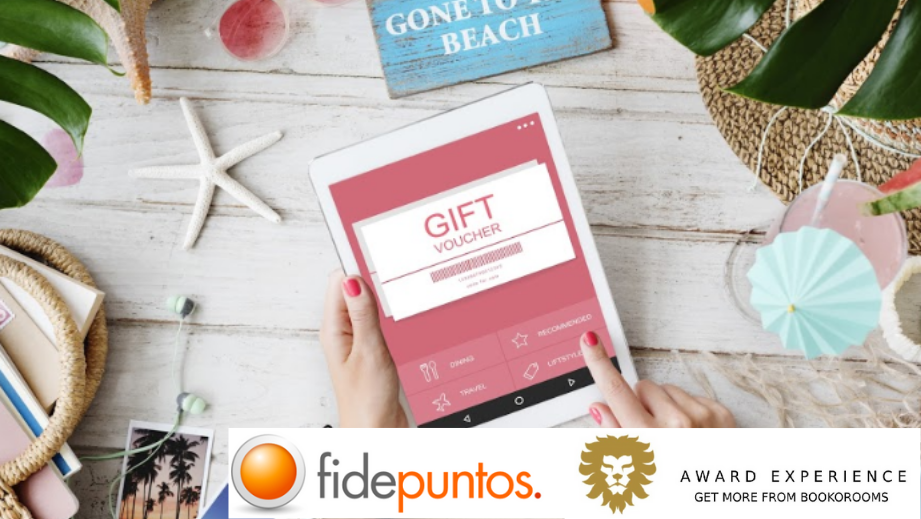 GONE TO
BEACH
GIFT
VOUCHER
DINING
RECOMMENDED
TRAVEL
fidepuntos.
AWARD EXPERIENCE
GET MORE FROM BOOKOROOMS